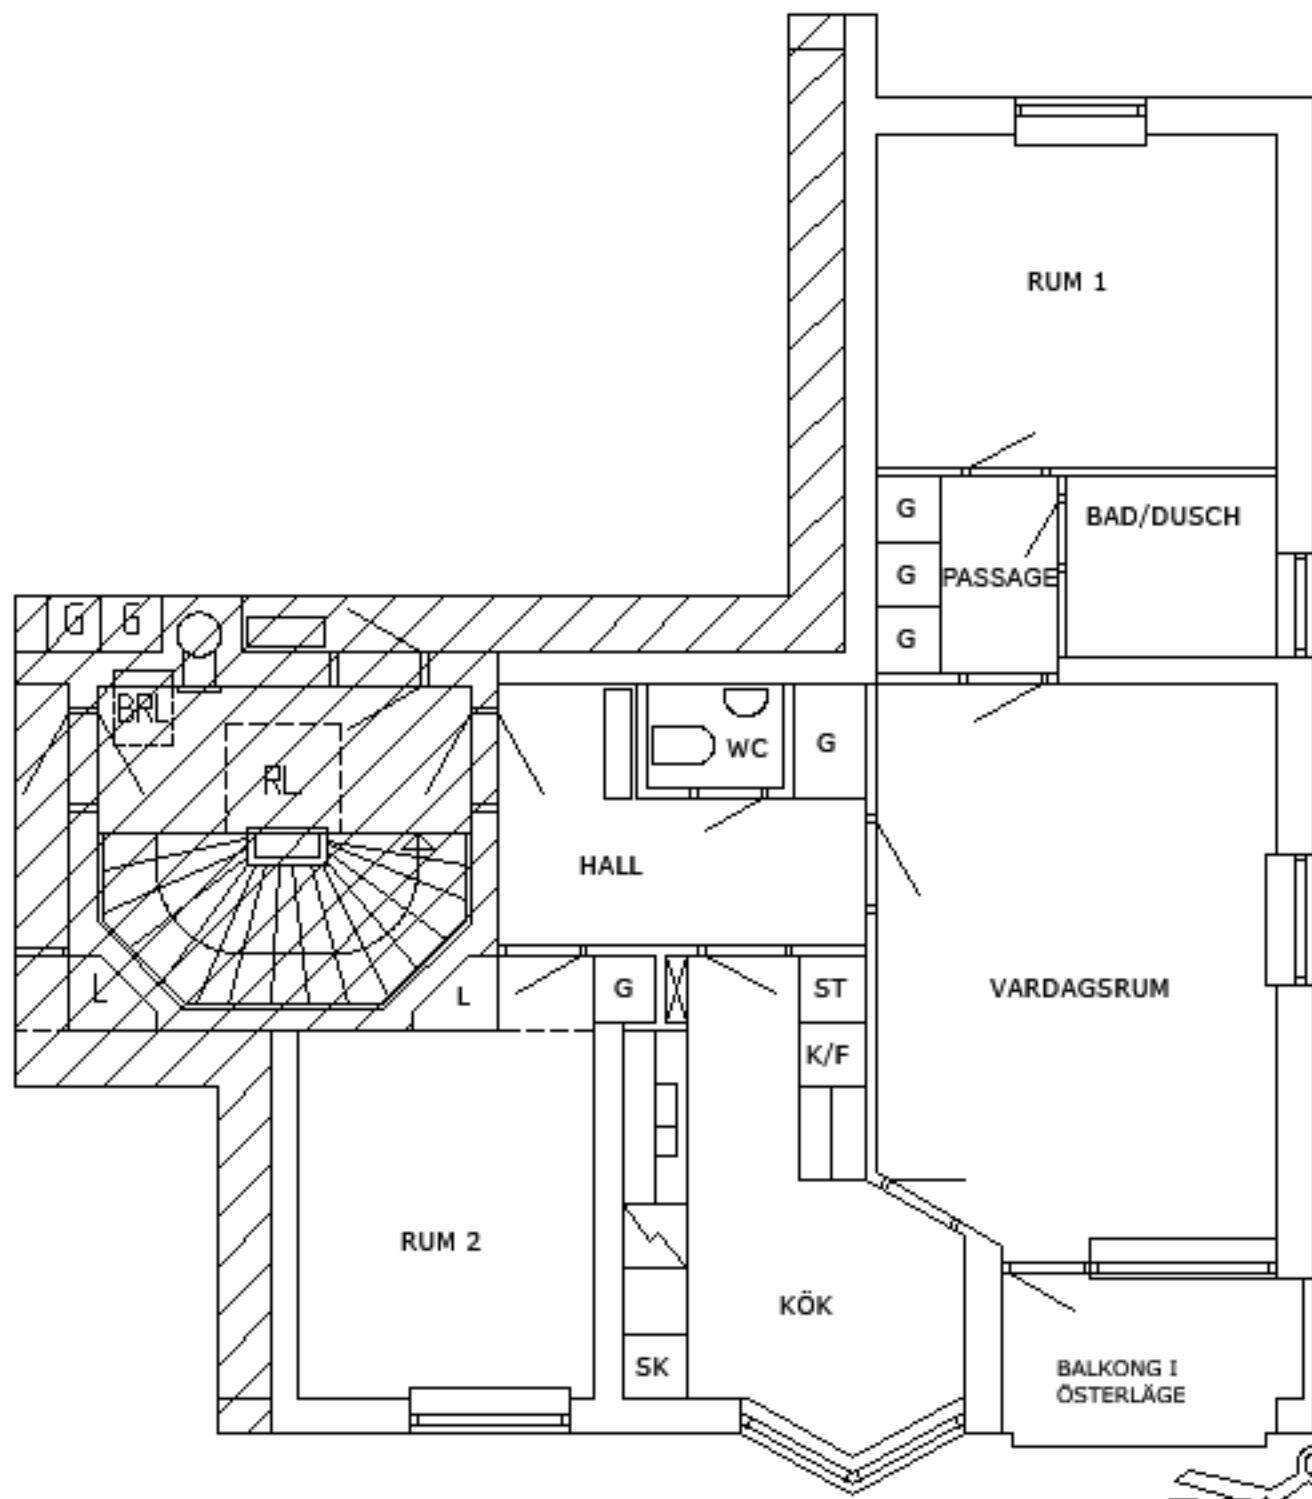 RUM 1
G
BAD/DUSCH
G
PASSAGE
G
G
G
BRL
RL
WC
G
HALL
L
L
G
ST
VARDAGSRUM
K/F
RUM 2
KÖK
SK
BALKONG I
ÖSTERLÄGE